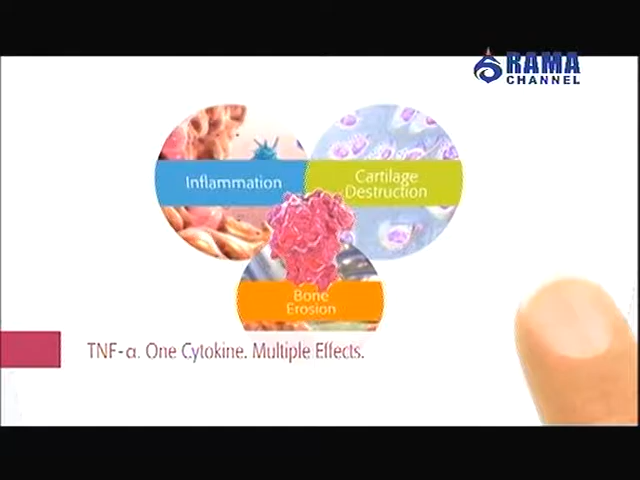 RAMA
CHANNEL
Inflammation
Cartilage
Destruction
Bone
Erosion
TNF-α. One Cytokine. Multiple Effects.